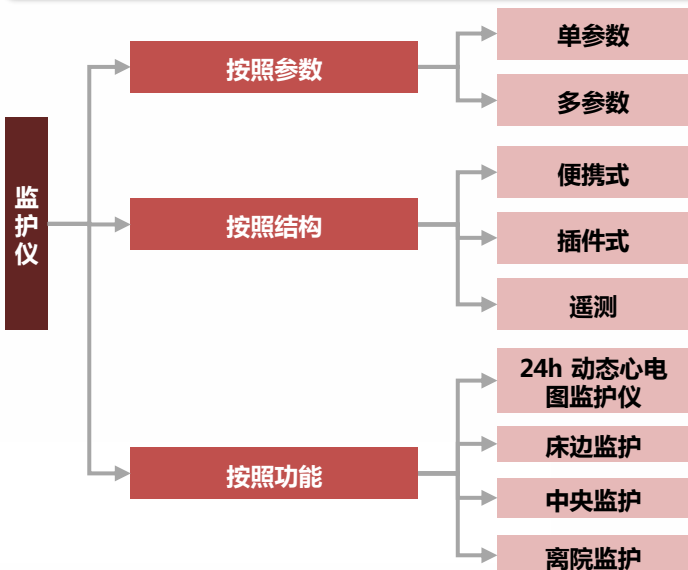 监护仪
按照参数
单参数
多参数
按照结构
便携式
插件式
遥测
按照功能
24h 动态心电
图监护仪
床边监护
中央监护
离院监护